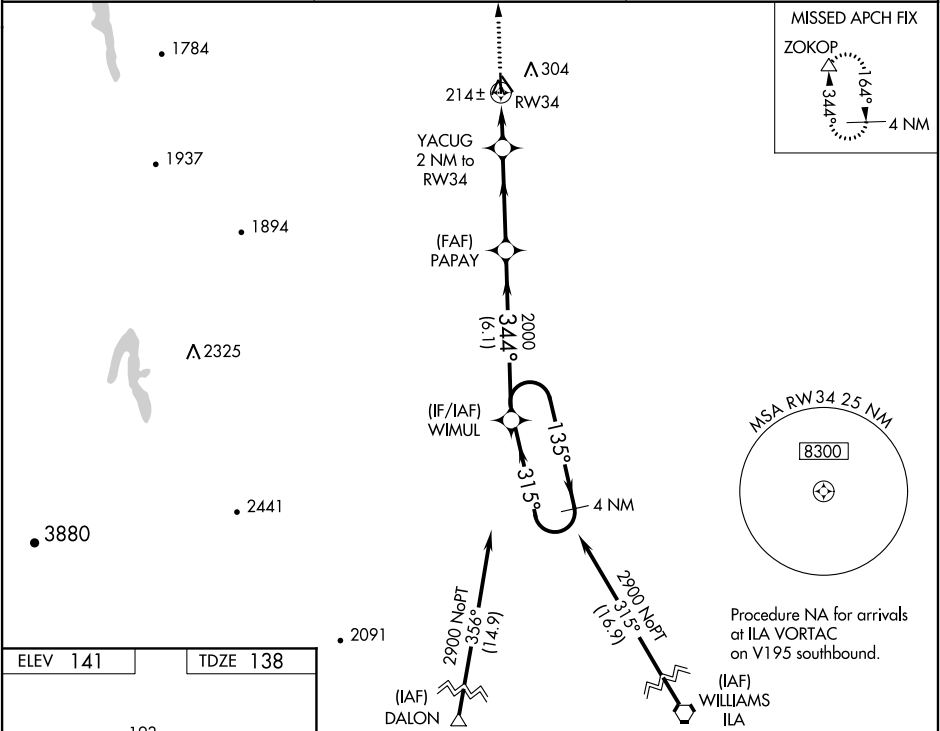 MISSED APCH FIX
ZOKOP
344°
164°
4 NM
1784
304
214±
RW34
YACUG
2 NM to
RW34
1937
1894
(FAF)
PAPAY
2000
344°
(6.1)
2325
(IF/IAF)
WIMUL
135°
315°
4 NM
MSA RW34 25 NM
8300
2441
3880
2900 NoPT
356°
(14.9)
2900 NoPT
315°
(16.9)
2091
Procedure NA for arrivals
at ILA VORTAC
on V195 southbound.
ELEV 141
TDZE 138
(IAF)
DALON
(IAF)
WILLIAMS
ILA